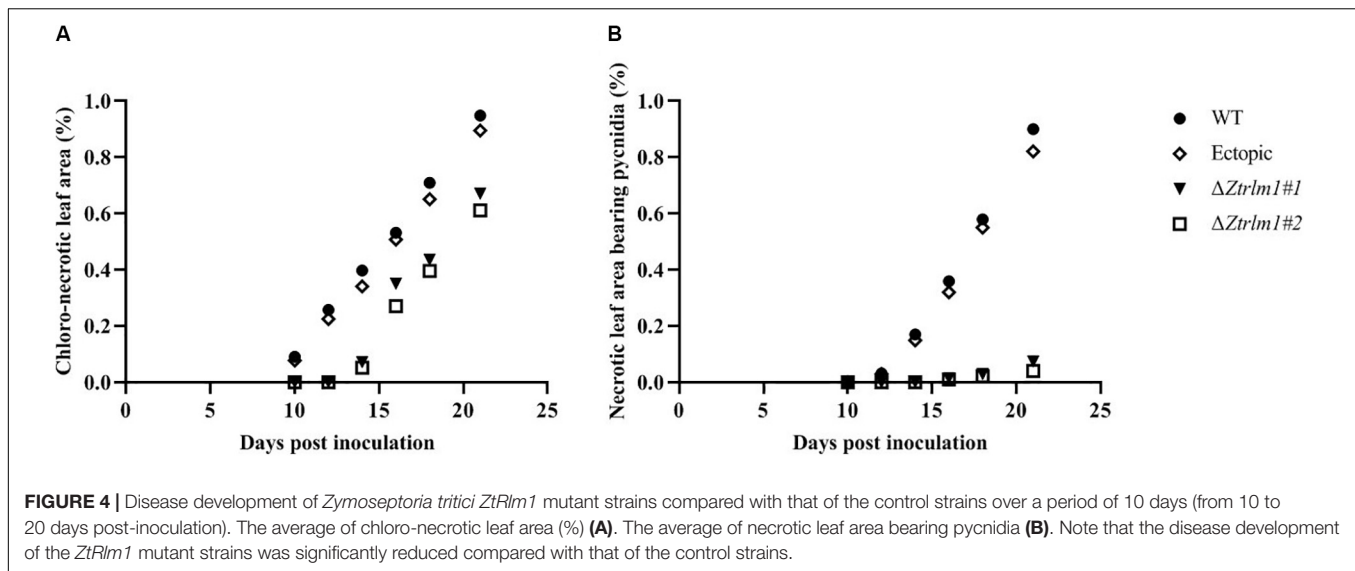 A
Chloro-necrotic leaf area (%)
1.0
0.8
0.6
0.4
0.2
0.0
0 5 10 15 20 25
Days post inoculation
B
Necrotic leaf area bearing pycnidia (%)
1.0
0.8
0.6
0.4
0.2
0.0
0 5 10 15 20 25
Days post inoculation
WT
Ectopic
ΔZtrlm1#1
ΔZtrlm1#2
FIGURE 4 | Disease development of Zymoseptoria tritici ZtRlm1 mutant strains compared with that of the control strains over a period of 10 days (from 10 to
20 days post-inoculation). The average of chloro-necrotic leaf area (%) (A). The average of necrotic leaf area bearing pycnidia (B). Note that the disease development
of the ZtRlm1 mutant strains was significantly reduced compared with that of the control strains.